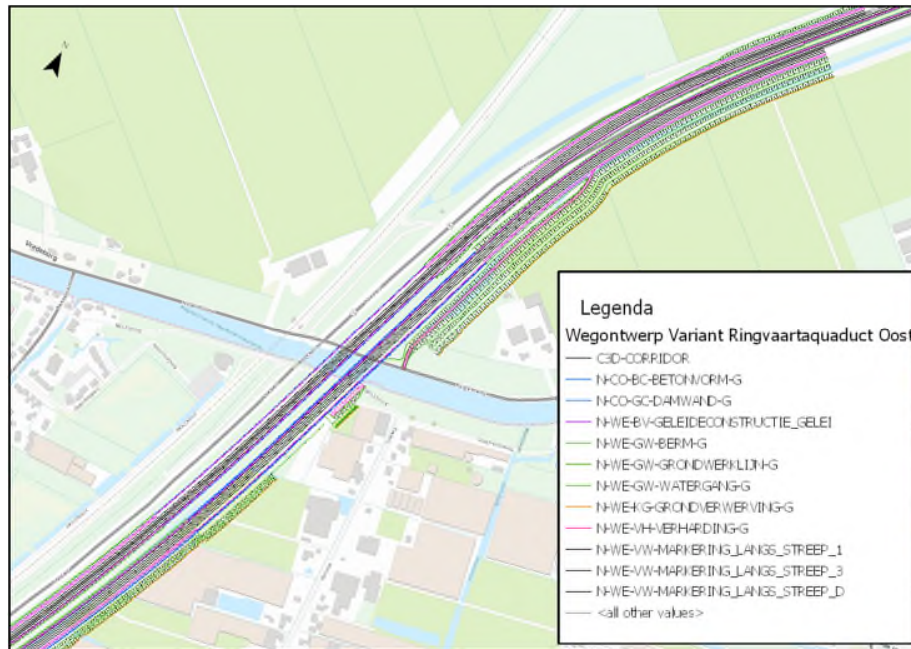 N
Legenda
Wegontwerp Variant Ringvaartaquaduct Oost
C3D-CORRIDOR
N-CO-BC-BETONVORM-G
N-CO-GC-DAMWAND-G
N-WE-BV-GELEIDECONSTRUCTIE_GELEI
N-WE-GW-BERM-G
N-WE-GW-GRONDWERKLIJN-G
N-WE-GW-WATERGANG-G
N-WE-KG-GRONDVERWERVING-G
N-WE-VH-VERHARDING-G
N-WE-VW-MARKERING_LANGS_STREEP_1
N-WE-VW-MARKERING_LANGS_STREEP_3
N-WE-VW-MARKERING_LANGS_STREEP_D
<all other values>